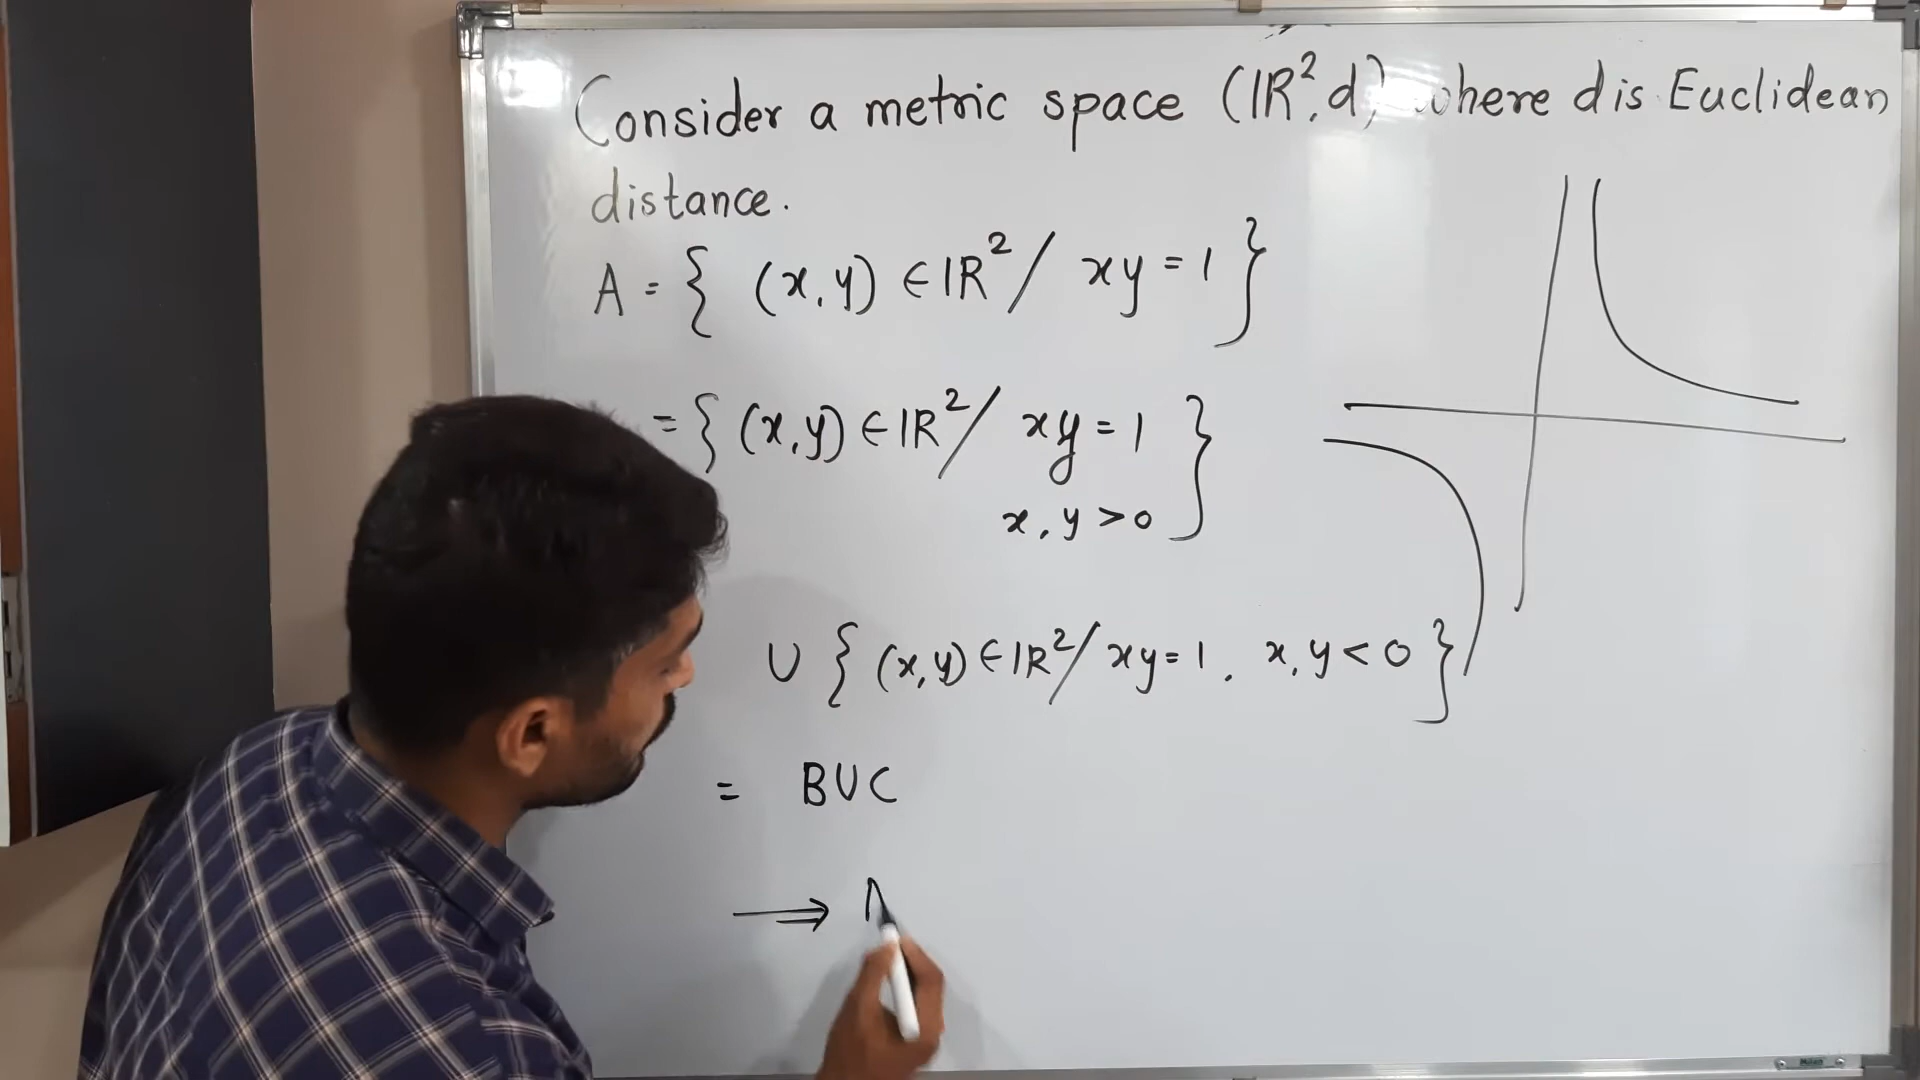 Consider a metric space (IR², d) where d is Euclidean
distance.
A = { (x, y) ∈ IR² / xy = 1 }
= { (x, y) ∈ IR² / xy = 1
x, y > 0 }
U { (x, y) ∈ IR² / xy = 1, x, y < 0 }
= BUC
⟹